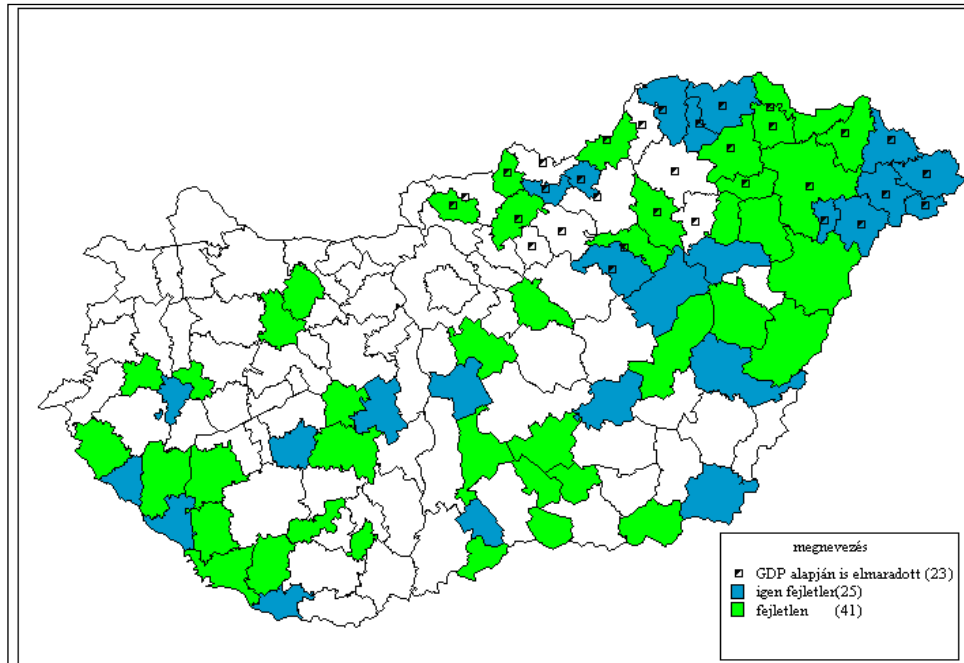 megnevezés
GDP alapján is elmaradott (23)
igen fejletlen(25)
fejletlen (41)